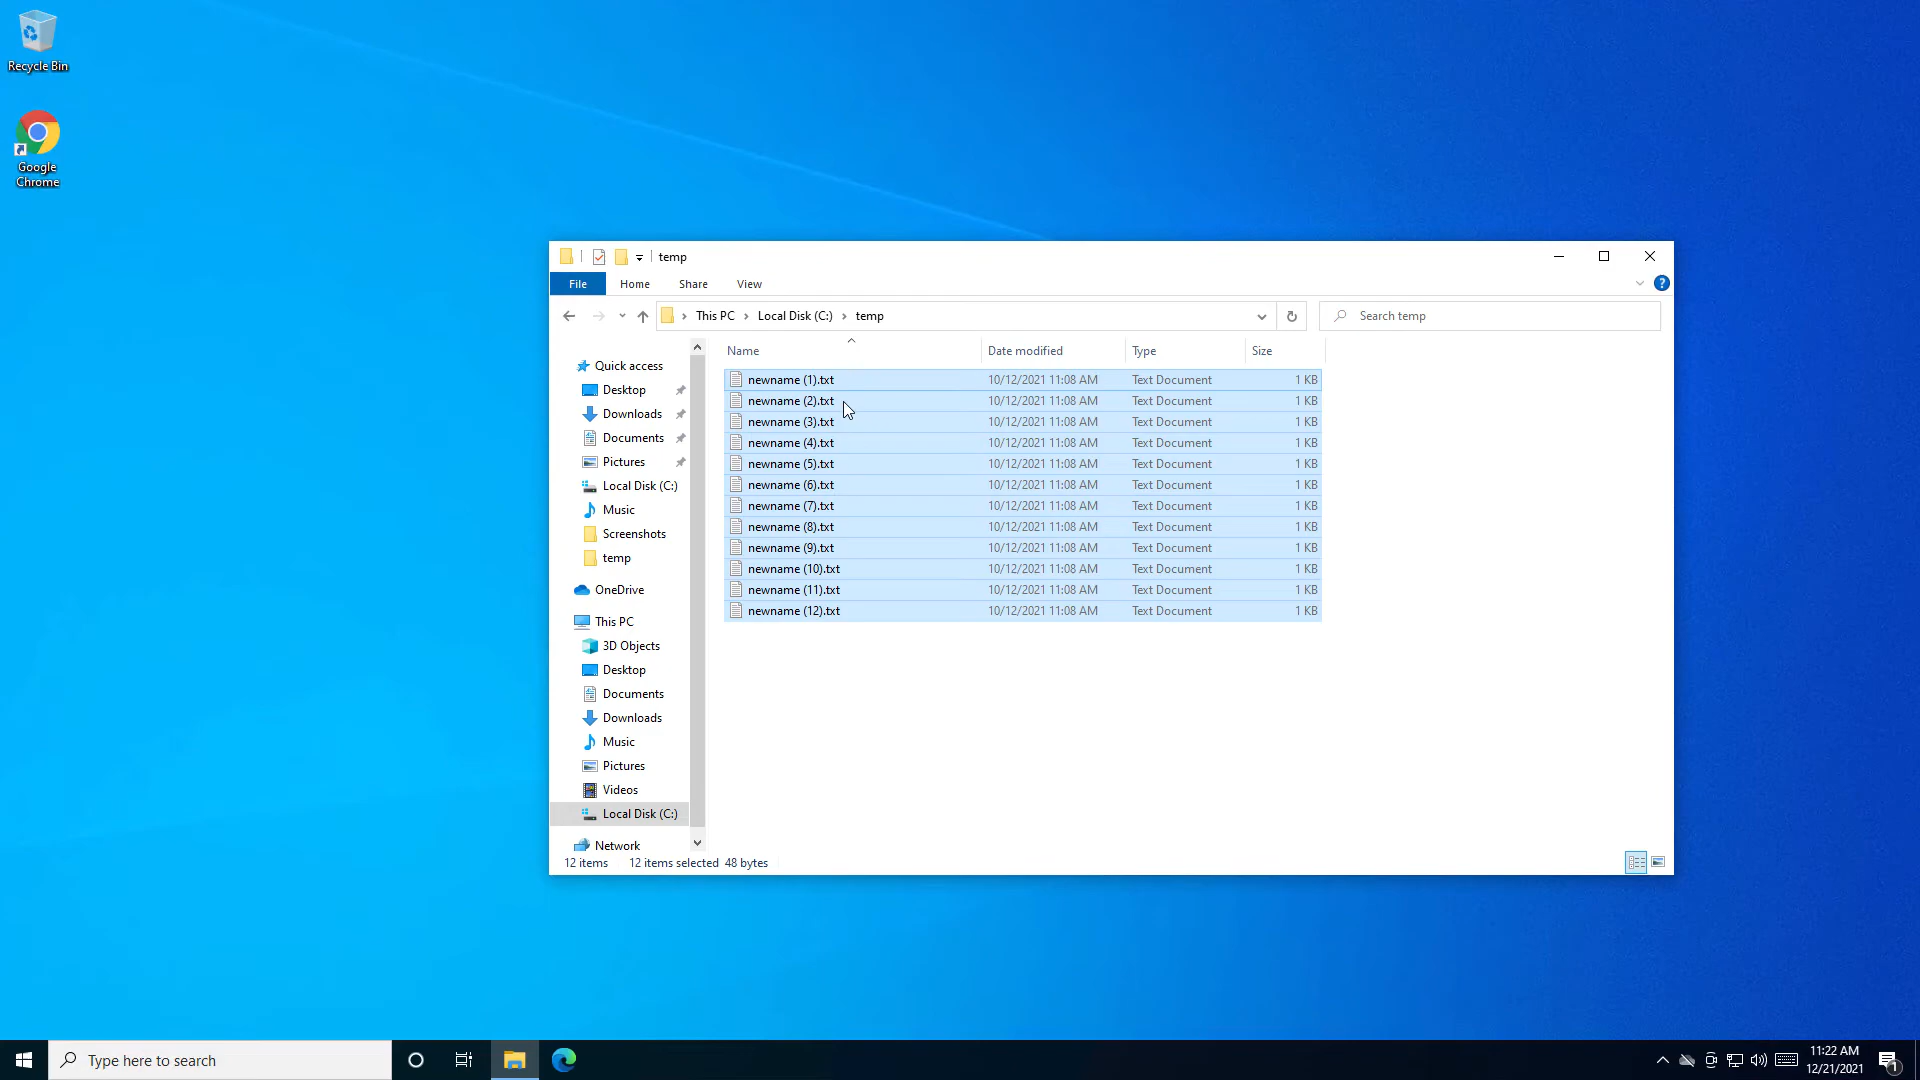 Recycle Bin
Google
Chrome
temp
File Home Share View
This PC Local Disk (C:) temp
Search temp
Name Date modified Type Size
newname (1).txt 10/12/2021 11:08 AM Text Document 1 KB
newname (2).txt 10/12/2021 11:08 AM Text Document 1 KB
newname (3).txt 10/12/2021 11:08 AM Text Document 1 KB
newname (4).txt 10/12/2021 11:08 AM Text Document 1 KB
newname (5).txt 10/12/2021 11:08 AM Text Document 1 KB
newname (6).txt 10/12/2021 11:08 AM Text Document 1 KB
newname (7).txt 10/12/2021 11:08 AM Text Document 1 KB
newname (8).txt 10/12/2021 11:08 AM Text Document 1 KB
newname (9).txt 10/12/2021 11:08 AM Text Document 1 KB
newname (10).txt 10/12/2021 11:08 AM Text Document 1 KB
newname (11).txt 10/12/2021 11:08 AM Text Document 1 KB
newname (12).txt 10/12/2021 11:08 AM Text Document 1 KB
Quick access
Desktop
Downloads
Documents
Pictures
Local Disk (C:)
Music
Screenshots
temp
OneDrive
This PC
3D Objects
Desktop
Documents
Downloads
Music
Pictures
Videos
Local Disk (C:)
Network
12 items 12 items selected 48 bytes
Type here to search
11:22 AM
12/21/2021
1